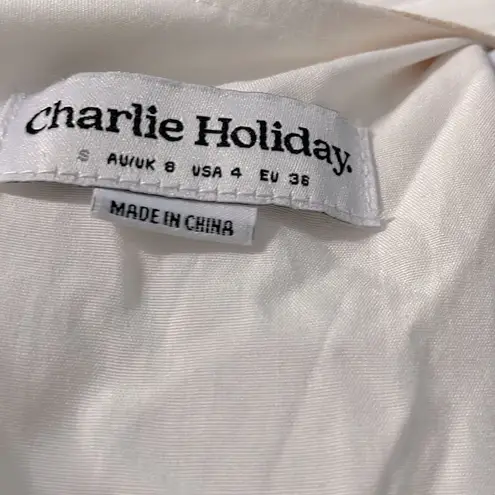 Charlie Holiday.
S AU/UK 8 USA 4 EU 36
MADE IN CHINA